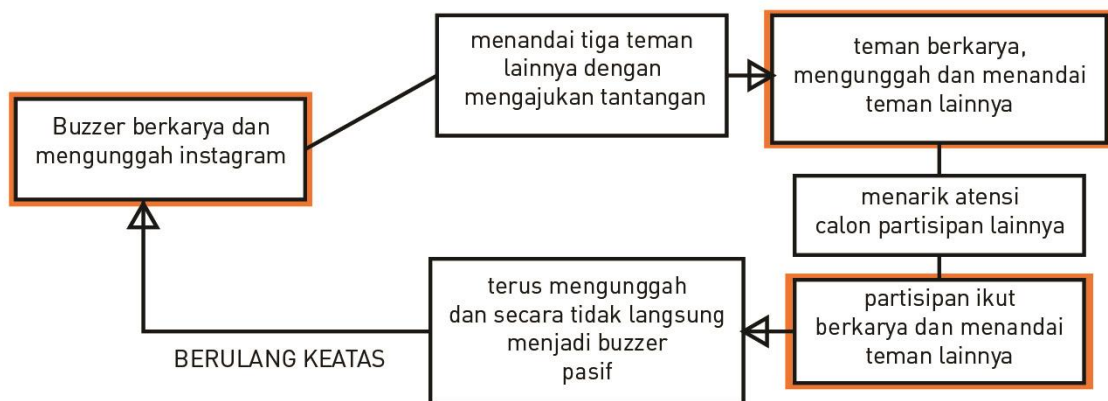 Buzzer berkarya dan
mengunggah instagram
menandai tiga teman
lainnya dengan
mengajukan tantangan
teman berkarya,
mengunggah dan menandai
teman lainnya
menarik atensi
calon partisipan lainnya
partisipan ikut
berkarya dan menandai
teman lainnya
terus mengunggah
dan secara tidak langsung
menjadi buzzer
pasif
BERULANG KEATAS